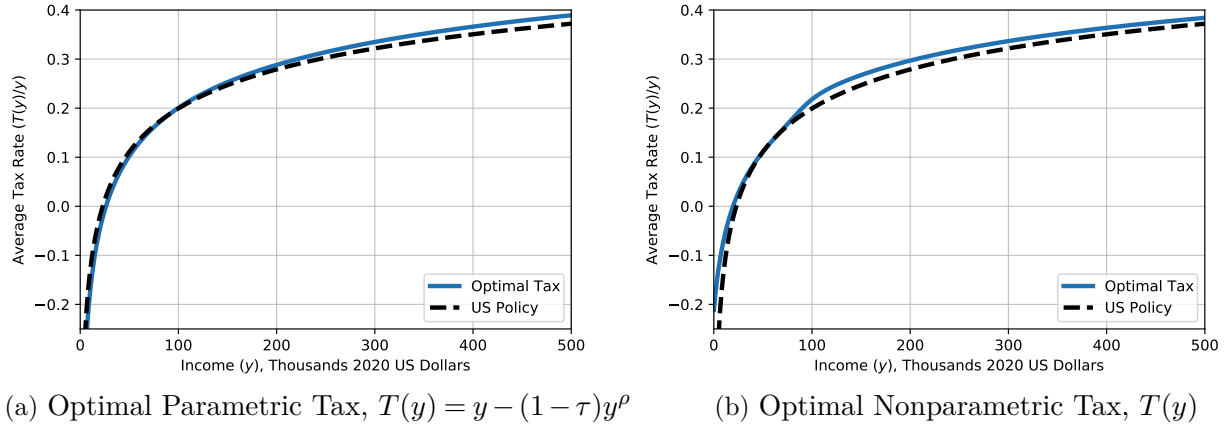 0.4
0.3
0.2
0.1
0.0
−0.1
−0.2
Average Tax Rate (T(y)/y)
Optimal Tax
US Policy
0 100 200 300 400 500
Income (y), Thousands 2020 US Dollars
(a) Optimal Parametric Tax, T(y) = y − (1 − τ)y^ρ
0.4
0.3
0.2
0.1
0.0
−0.1
−0.2
Average Tax Rate (T(y)/y)
Optimal Tax
US Policy
0 100 200 300 400 500
Income (y), Thousands 2020 US Dollars
(b) Optimal Nonparametric Tax, T(y)